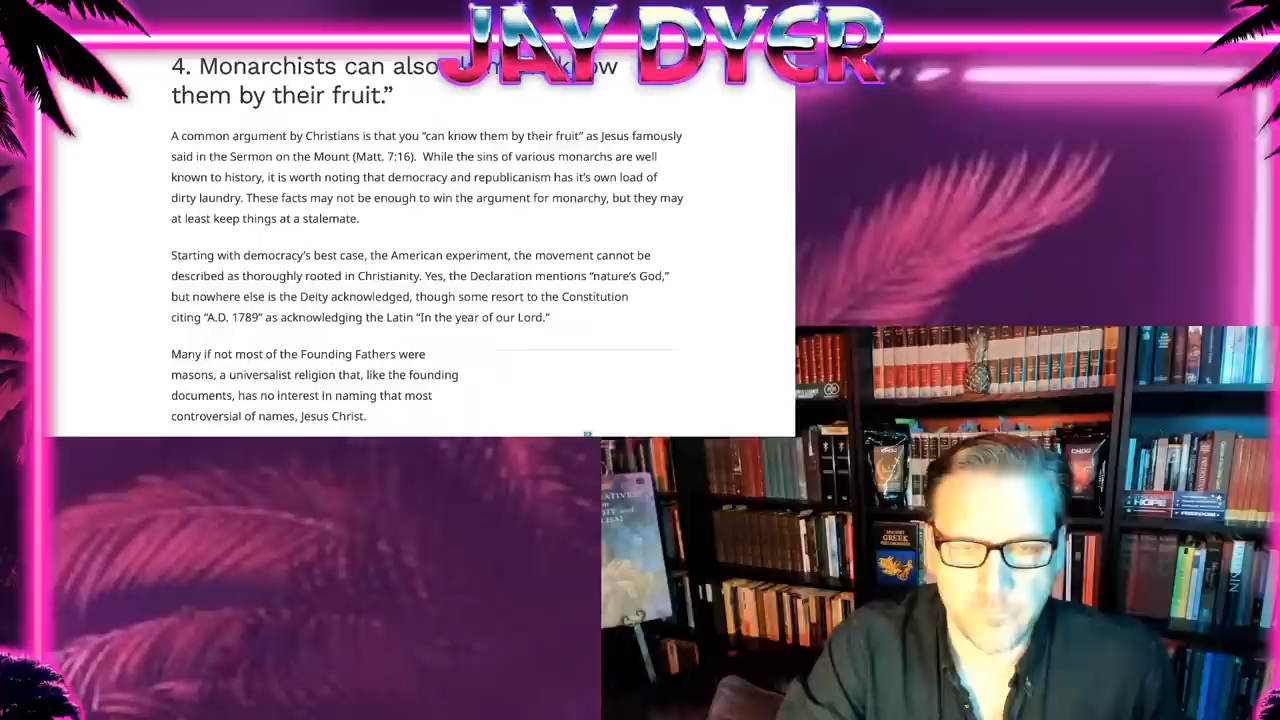 JAY DYER
4. Monarchists can also know
them by their fruit.”
A common argument by Christians is that you “can know them by their fruit” as Jesus famously
said in the Sermon on the Mount (Matt. 7:16). While the sins of various monarchs are well
known to history, it is worth noting that democracy and republicanism has it’s own load of
dirty laundry. These facts may not be enough to win the argument for monarchy, but they may
at least keep things at a stalemate.
Starting with democracy’s best case, the American experiment, the movement cannot be
described as thoroughly rooted in Christianity. Yes, the Declaration mentions “nature’s God,”
but nowhere else is the Deity acknowledged, though some resort to the Constitution
citing “A.D. 1789” as acknowledging the Latin “In the year of our Lord.”
Many if not most of the Founding Fathers were
masons, a universalist religion that, like the founding
documents, has no interest in naming that most
controversial of names, Jesus Christ.
CHOQ
CHOQ
HOPE
GREEK